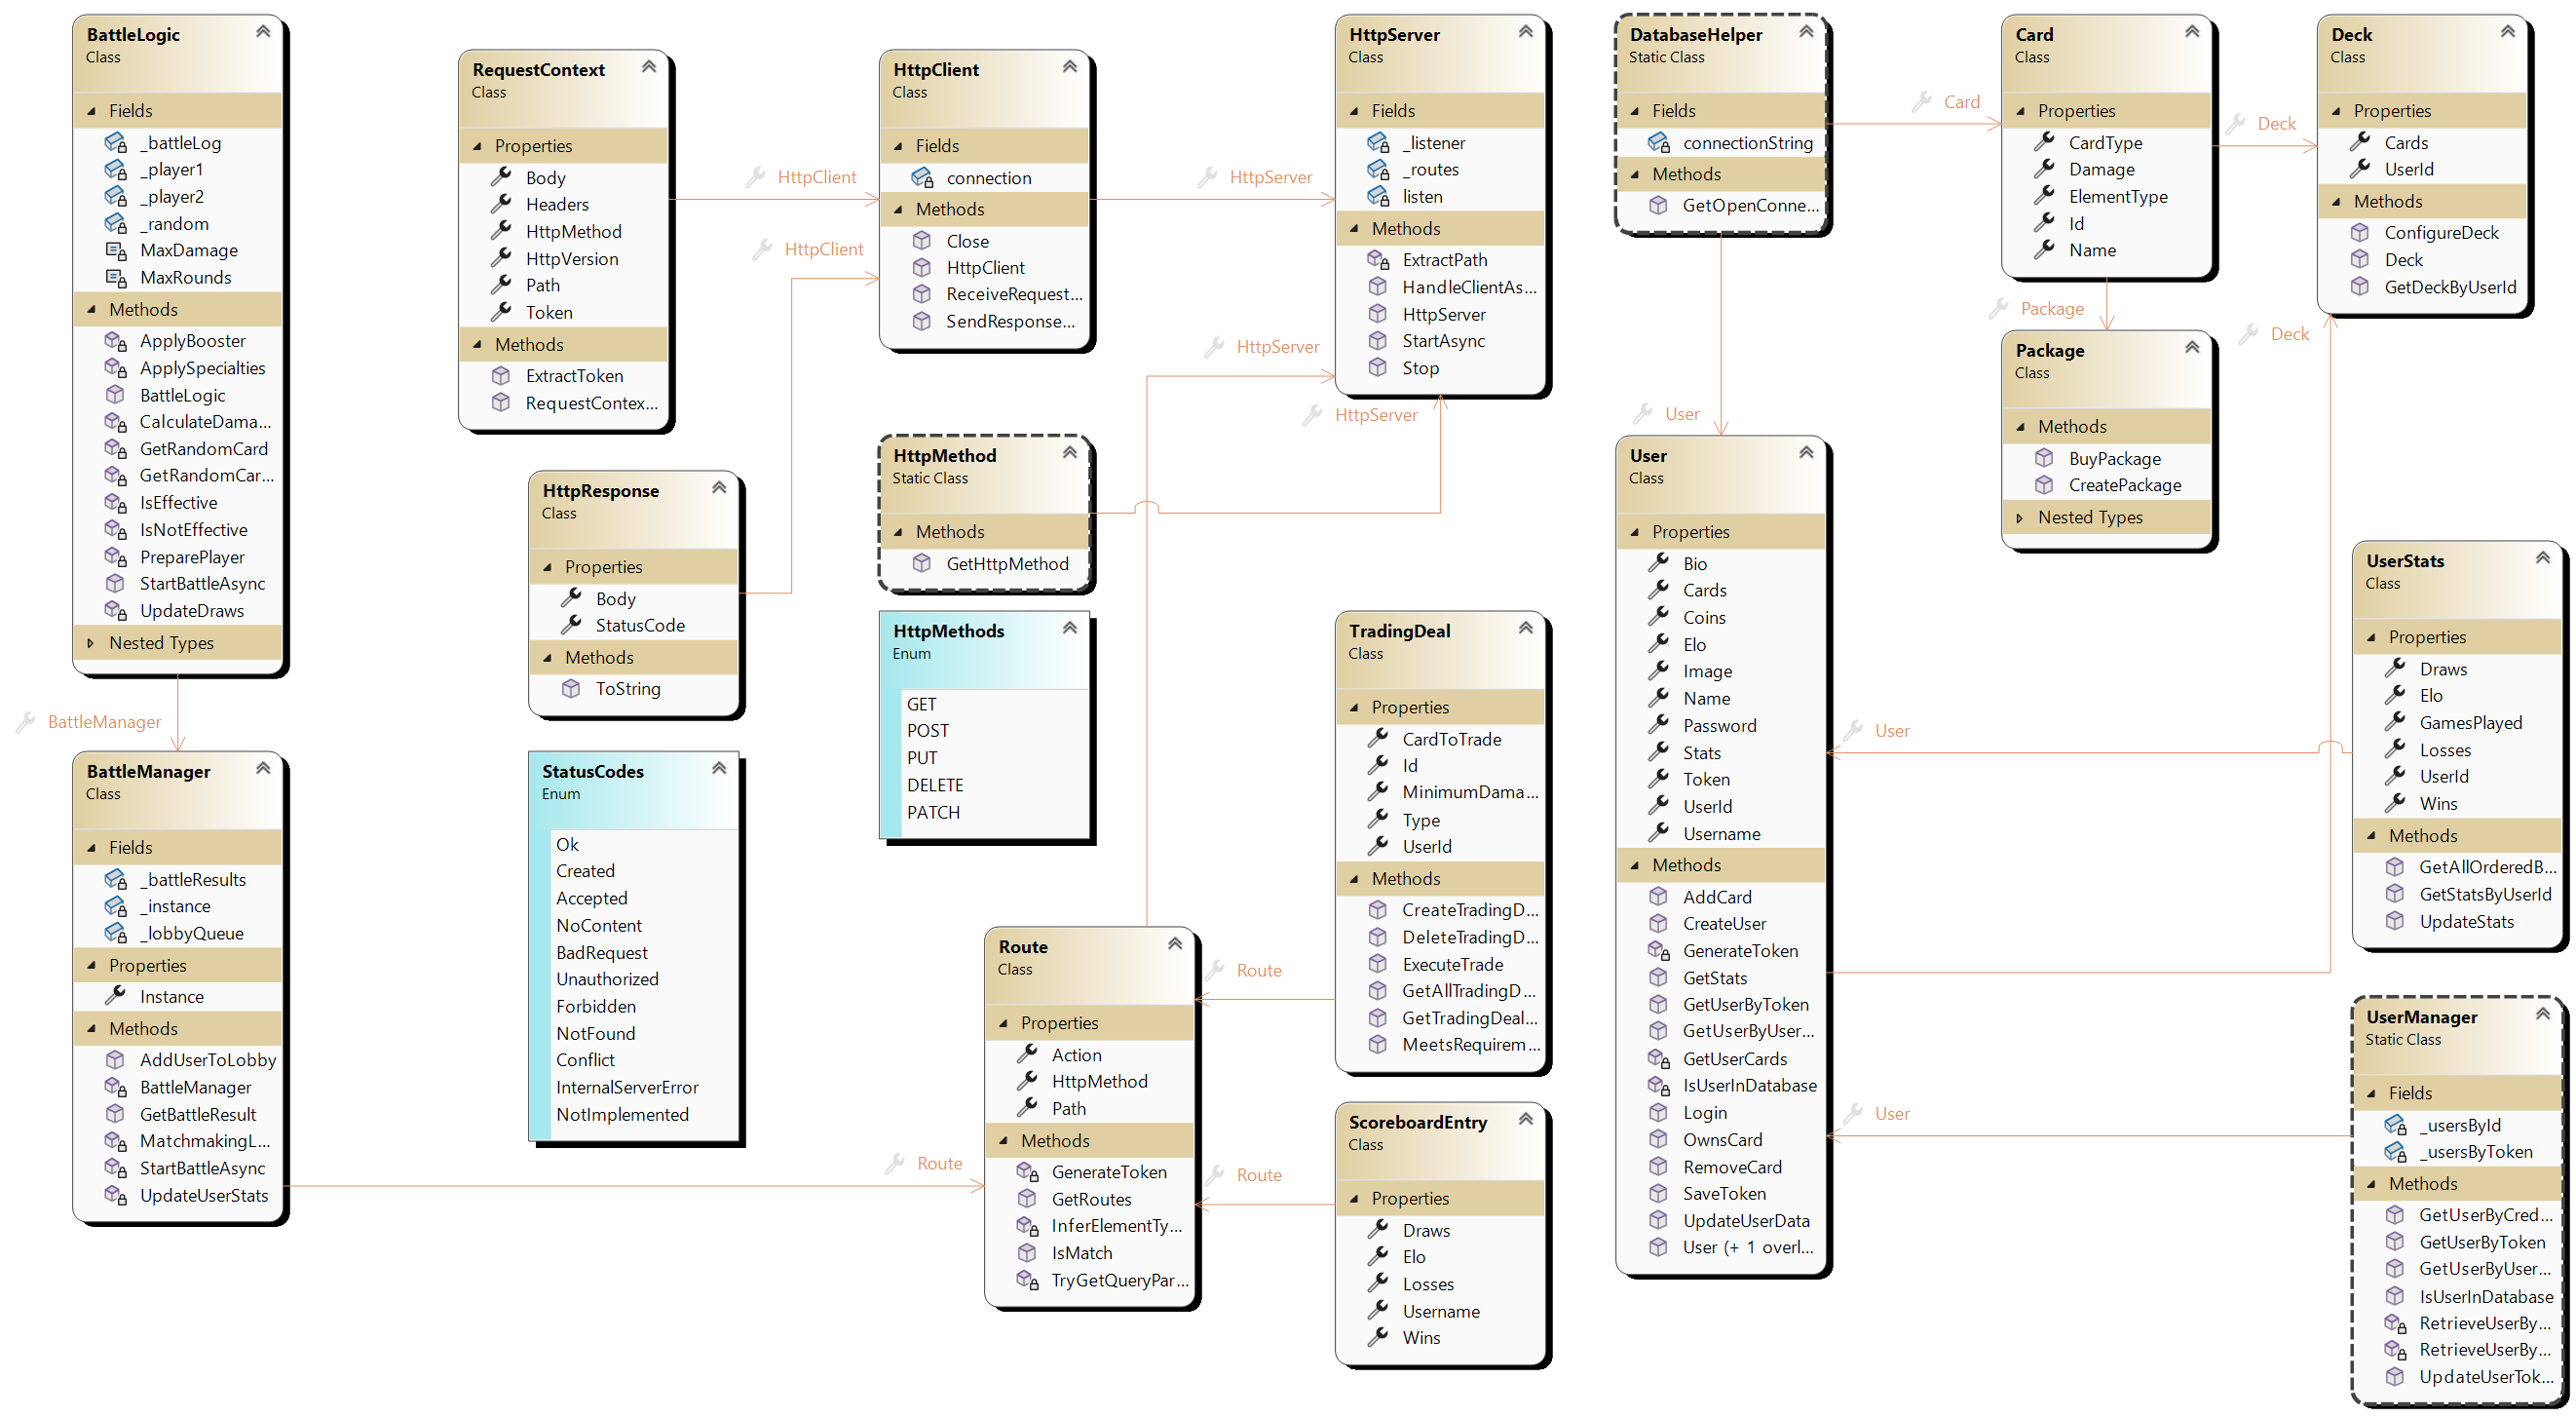 BattleLogic
Class
Fields
_battleLog
_player1
_player2
_random
MaxDamage
MaxRounds
Methods
ApplyBooster
ApplySpecialties
BattleLogic
CalculateDama...
GetRandomCard
GetRandomCar...
IsEffective
IsNotEffective
PreparePlayer
StartBattleAsync
UpdateDraws
Nested Types
BattleManager
BattleManager
Class
Fields
_battleResults
_instance
_lobbyQueue
Properties
Instance
Methods
AddUserToLobby
BattleManager
GetBattleResult
MatchmakingL...
StartBattleAsync
UpdateUserStats
Route
RequestContext
Class
Properties
Body
Headers
HttpMethod
HttpVersion
Path
Token
Methods
ExtractToken
RequestContex...
HttpClient
HttpClient
HttpResponse
Class
Properties
Body
StatusCode
Methods
ToString
StatusCodes
Enum
Ok
Created
Accepted
NoContent
BadRequest
Unauthorized
Forbidden
NotFound
Conflict
InternalServerError
NotImplemented
HttpClient
Class
Fields
connection
Methods
Close
HttpClient
ReceiveRequest...
SendResponse...
HttpServer
HttpServer
HttpServer
HttpMethod
Static Class
Methods
GetHttpMethod
HttpMethods
Enum
GET
POST
PUT
DELETE
PATCH
Route
Class
Properties
Action
HttpMethod
Path
Methods
GenerateToken
GetRoutes
InferElementTy...
IsMatch
TryGetQueryPar...
Route
Route
HttpServer
Class
Fields
_listener
_routes
listen
Methods
ExtractPath
HandleClientAs...
HttpServer
StartAsync
Stop
TradingDeal
Class
Properties
CardToTrade
Id
MinimumDama...
Type
UserId
Methods
CreateTradingD...
DeleteTradingD...
ExecuteTrade
GetAllTradingD...
GetTradingDeal...
MeetsRequirem...
ScoreboardEntry
Class
Properties
Draws
Elo
Losses
Username
Wins
DatabaseHelper
Static Class
Fields
connectionString
Methods
GetOpenConne...
Card
User
User
Class
Properties
Bio
Cards
Coins
Elo
Image
Name
Password
Stats
Token
UserId
Username
Methods
AddCard
CreateUser
GenerateToken
GetStats
GetUserByToken
GetUserByUser...
GetUserCards
IsUserInDatabase
Login
OwnsCard
RemoveCard
SaveToken
UpdateUserData
User (+ 1 overl...
User
User
Card
Class
Properties
CardType
Damage
ElementType
Id
Name
Deck
Package
Deck
Package
Class
Methods
BuyPackage
CreatePackage
Nested Types
Deck
Class
Properties
Cards
UserId
Methods
ConfigureDeck
Deck
GetDeckByUserId
UserStats
Class
Properties
Draws
Elo
GamesPlayed
Losses
UserId
Wins
Methods
GetAllOrderedB...
GetStatsByUserId
UpdateStats
UserManager
Static Class
Fields
_usersById
_usersByToken
Methods
GetUserByCred...
GetUserByToken
GetUserByUser...
IsUserInDatabase
RetrieveUserBy...
RetrieveUserBy...
UpdateUserTok...